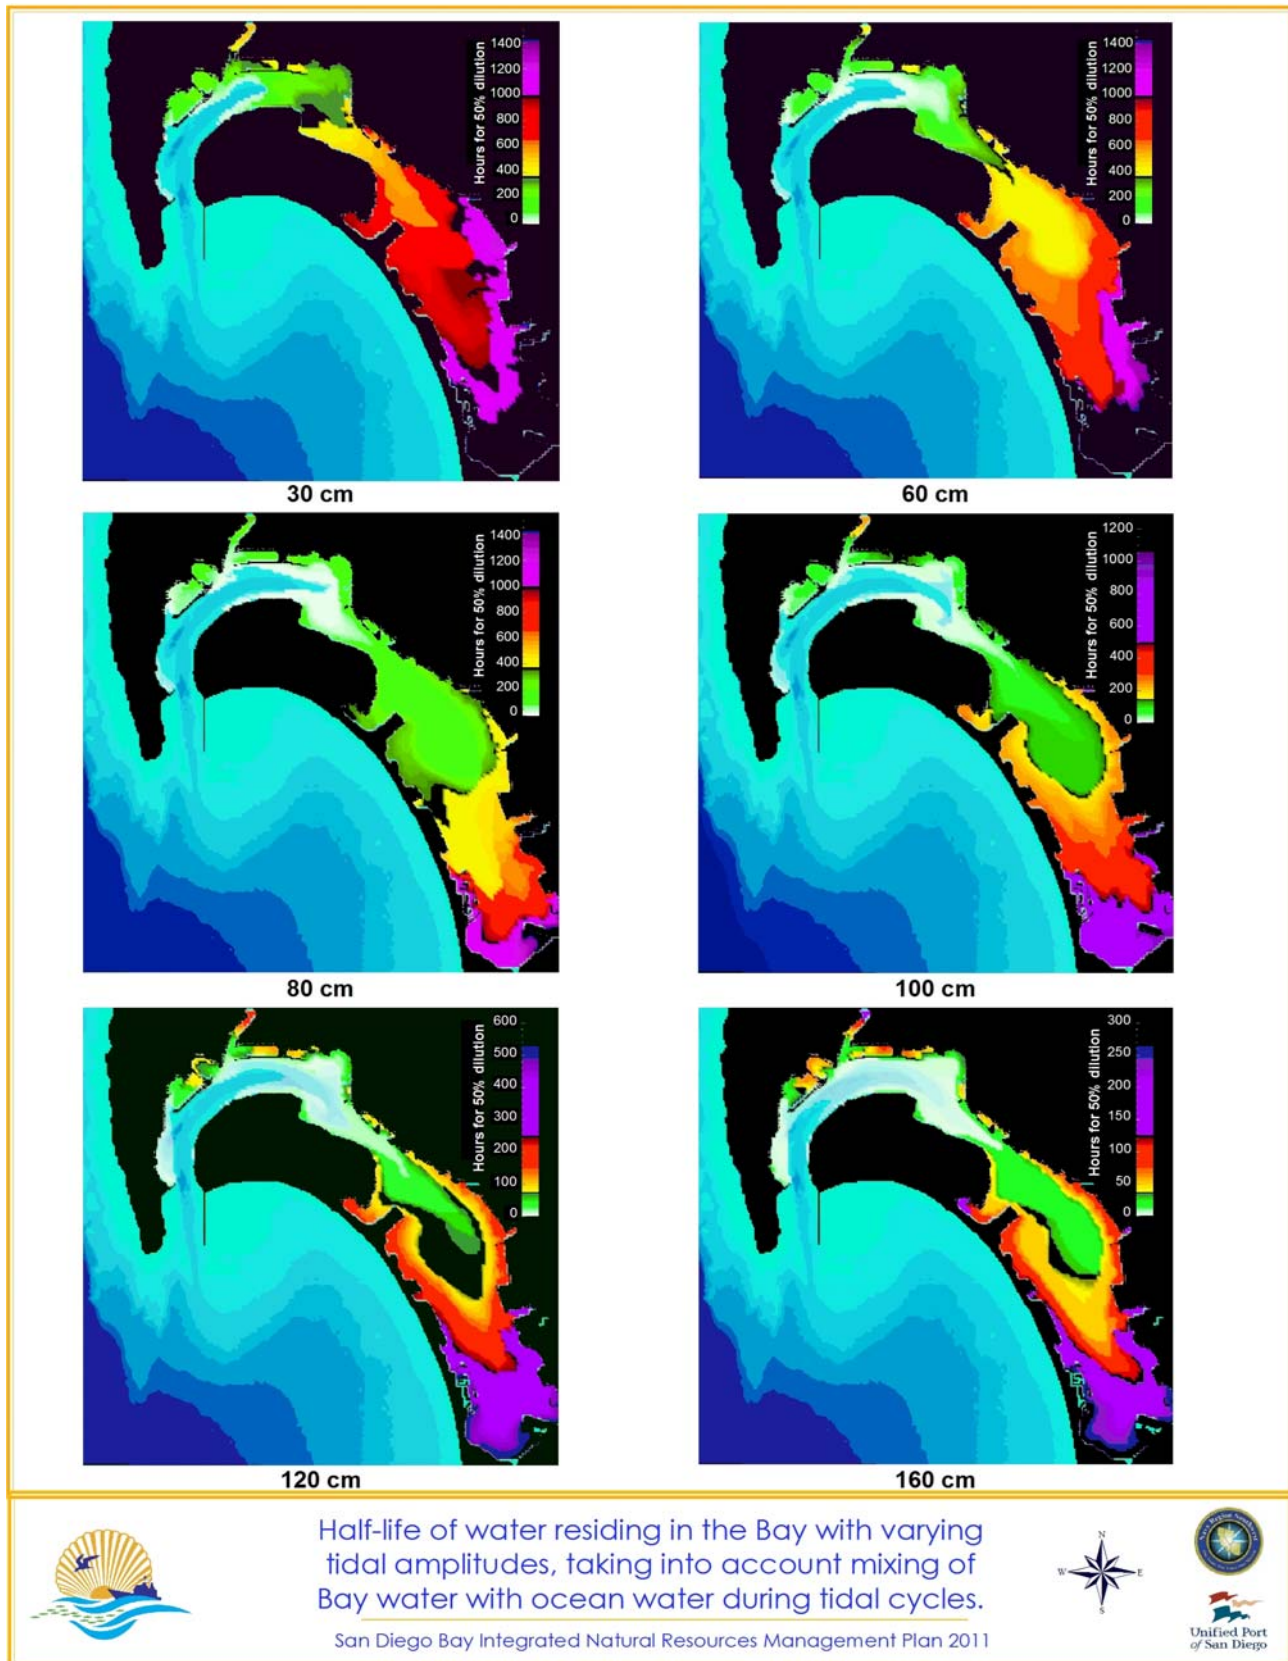 Hours for 50% dilution
1400
1200
1000
800
600
400
200
0
30 cm
Hours for 50% dilution
1400
1200
1000
800
600
400
200
0
60 cm
Hours for 50% dilution
1400
1200
1000
800
600
400
200
0
80 cm
Hours for 50% dilution
1200
1000
800
600
400
200
0
100 cm
Hours for 50% dilution
600
500
400
300
200
100
0
120 cm
Hours for 50% dilution
300
250
200
150
100
50
0
160 cm
Half-life of water residing in the Bay with varying
tidal amplitudes, taking into account mixing of
Bay water with ocean water during tidal cycles.
San Diego Bay Integrated Natural Resources Management Plan 2011
N
W
E
S
Navy Region Southwest
Unified Port
of San Diego